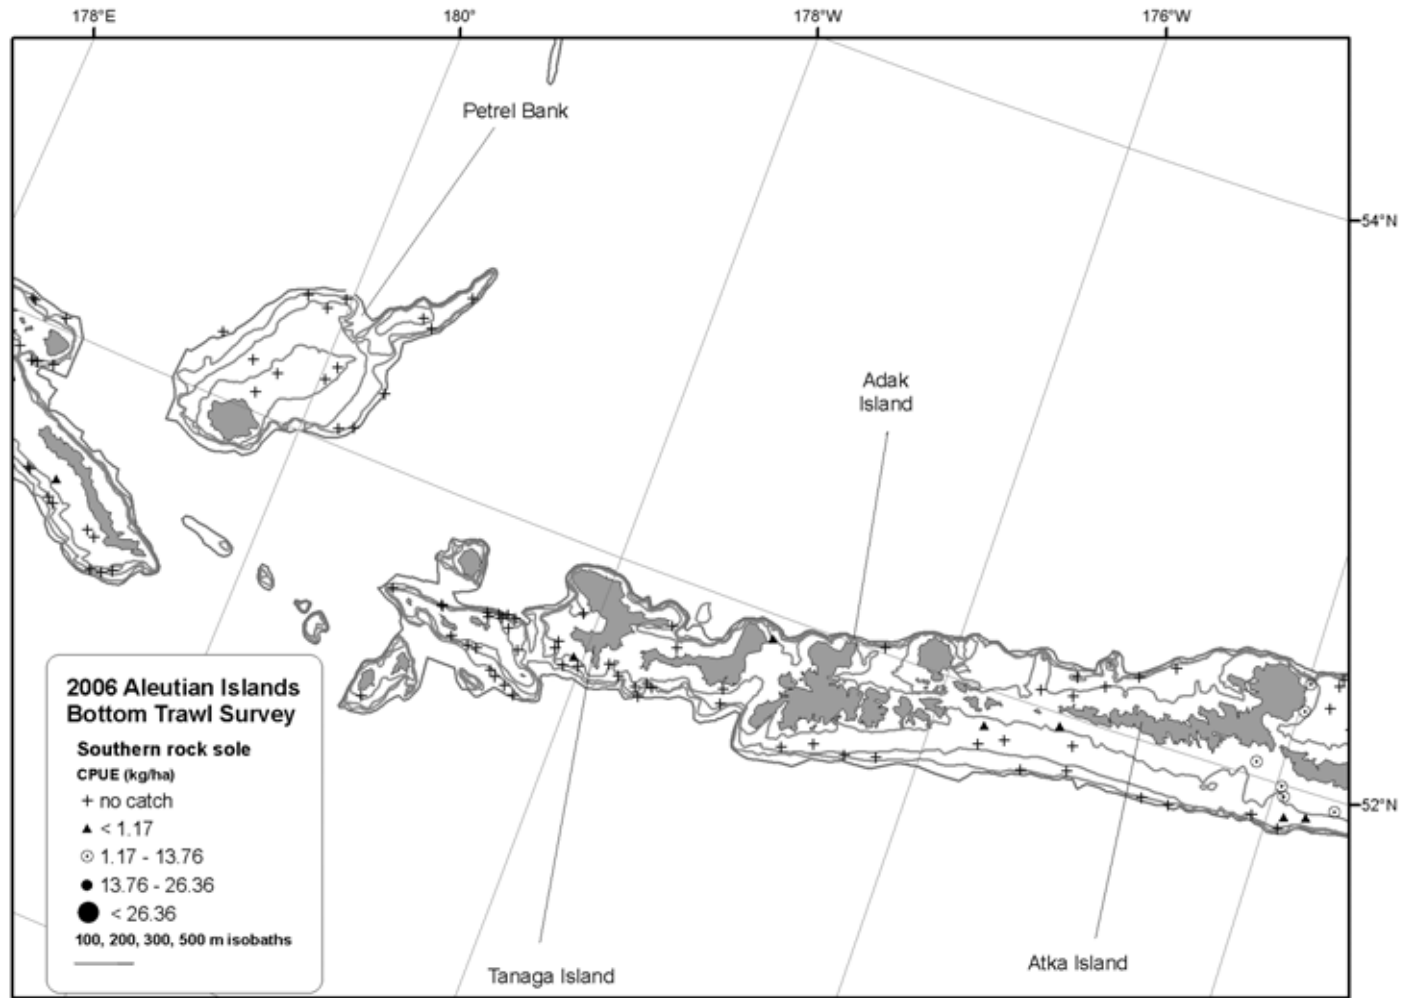 178°E
180°
178°W
176°W
Petrel Bank
54°N
Adak
Island
2006 Aleutian Islands
Bottom Trawl Survey
Southern rock sole
CPUE (kg/ha)
no catch
< 1.17
1.17 - 13.76
13.76 - 26.36
< 26.36
100, 200, 300, 500 m isobaths
52°N
Tanaga Island
Atka Island